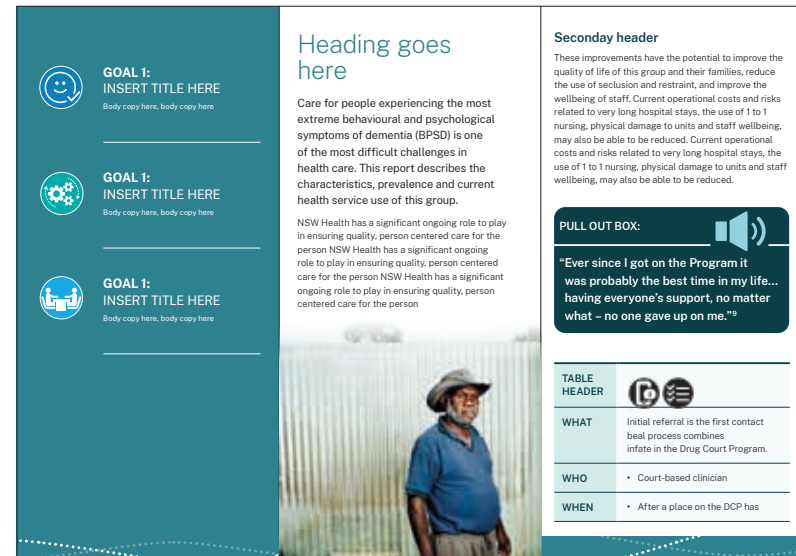 GOAL 1:
INSERT TITLE HERE
Body copy here, body copy here
GOAL 1:
INSERT TITLE HERE
Body copy here, body copy here
GOAL 1:
INSERT TITLE HERE
Body copy here, body copy here
Heading goes
here
Care for people experiencing the most
extreme behavioural and psychological
symptoms of dementia (BPSD) is one
of the most difficult challenges in
health care. This report describes the
characteristics, prevalence and current
health service use of this group.
NSW Health has a significant ongoing role to play
in ensuring quality, person centered care for the
person NSW Health has a significant ongoing
role to play in ensuring quality, person centered
care for the person NSW Health has a significant
ongoing role to play in ensuring quality, person
centered care for the person
Seconday header
These improvements have the potential to improve the
quality of life of this group and their families, reduce
the use of seclusion and restraint, and improve the
wellbeing of staff. Current operational costs and risks
related to very long hospital stays, the use of 1 to 1
nursing, physical damage to units and staff wellbeing,
may also be able to be reduced. Current operational
costs and risks related to very long hospital stays, the
use of 1 to 1 nursing, physical damage to units and staff
wellbeing, may also be able to be reduced.
PULL OUT BOX:
“Ever since I got on the Program it
was probably the best time in my life…
having everyone’s support, no matter
what – no one gave up on me.”⁹
TABLE
HEADER
WHAT
Initial referral is the first contact
beal process combines
infate in the Drug Court Program.
WHO
• Court-based clinician
WHEN
• After a place on the DCP has